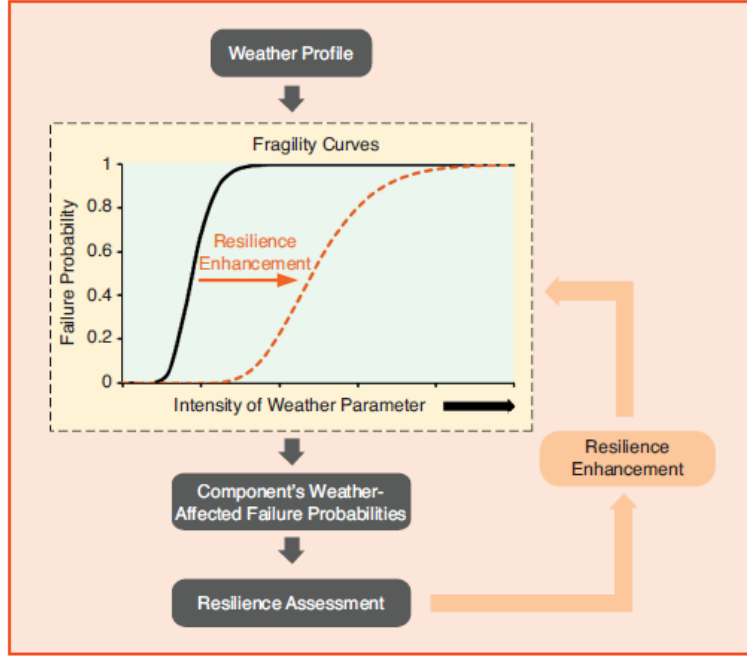 Weather Profile
Fragility Curves
Failure Probability
1
0.8
0.6
0.4
0.2
0
Resilience
Enhancement
Intensity of Weather Parameter
Component's Weather-
Affected Failure Probabilities
Resilience Assessment
Resilience
Enhancement